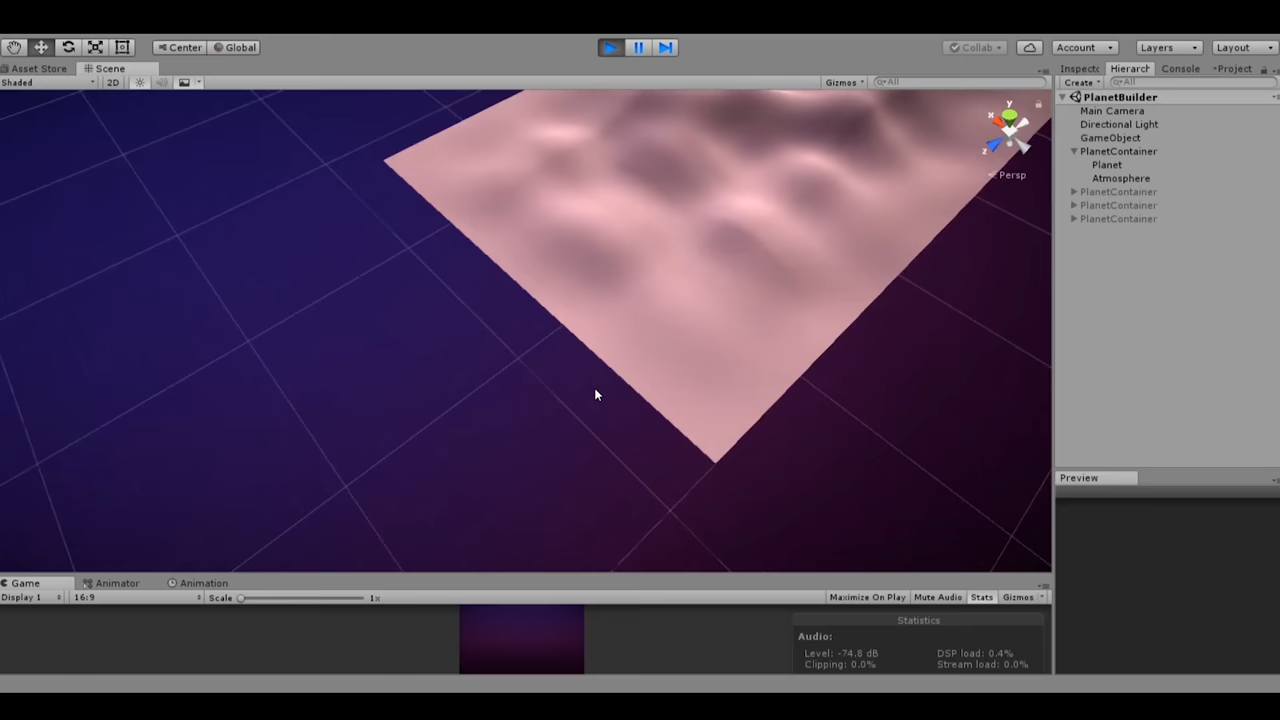 Center Global Collab Account Layers Layout
Asset Store Scene Inspectc Hierarch Console *Project
Shaded 2D Gizmos All Create All
PlanetBuilder
Main Camera
Directional Light
GameObject
PlanetContainer
Planet
Atmosphere
PlanetContainer
PlanetContainer
PlanetContainer
y
x
z
Persp
Preview
Game Animator Animation
Display 1 16:9 Scale 1x Maximize On Play Mute Audio Stats Gizmos
Statistics
Audio:
Level: -74.8 dB DSP load: 0.4%
Clipping: 0.0% Stream load: 0.0%